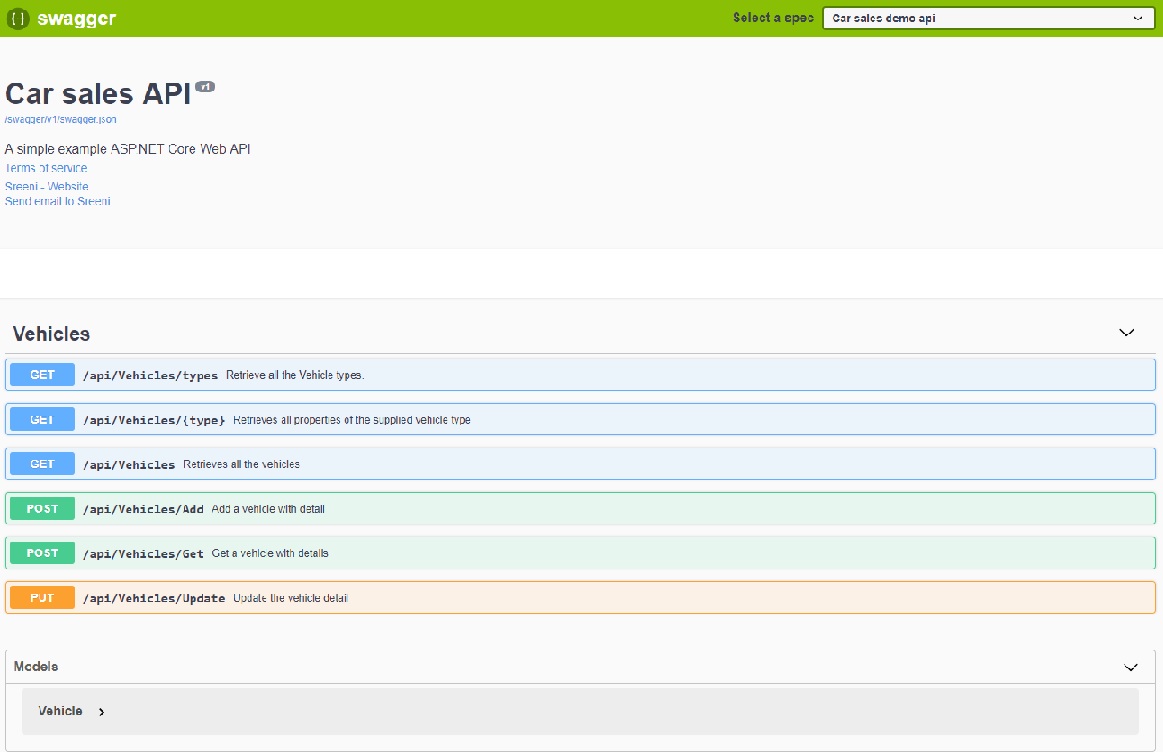 { } swagger Select a spec Car sales demo api
Car sales API v1
/swagger/v1/swagger.json
A simple example ASP.NET Core Web API
Terms of service
Sreeni - Website
Send email to Sreeni
Vehicles
GET /api/Vehicles/types Retrieve all the Vehicle types.
GET /api/Vehicles/{type} Retrieves all properties of the supplied vehicle type
GET /api/Vehicles Retrieves all the vehicles
POST /api/Vehicles/Add Add a vehicle with detail
POST /api/Vehicles/Get Get a vehicle with details
PUT /api/Vehicles/Update Update the vehicle detail
Models
Vehicle